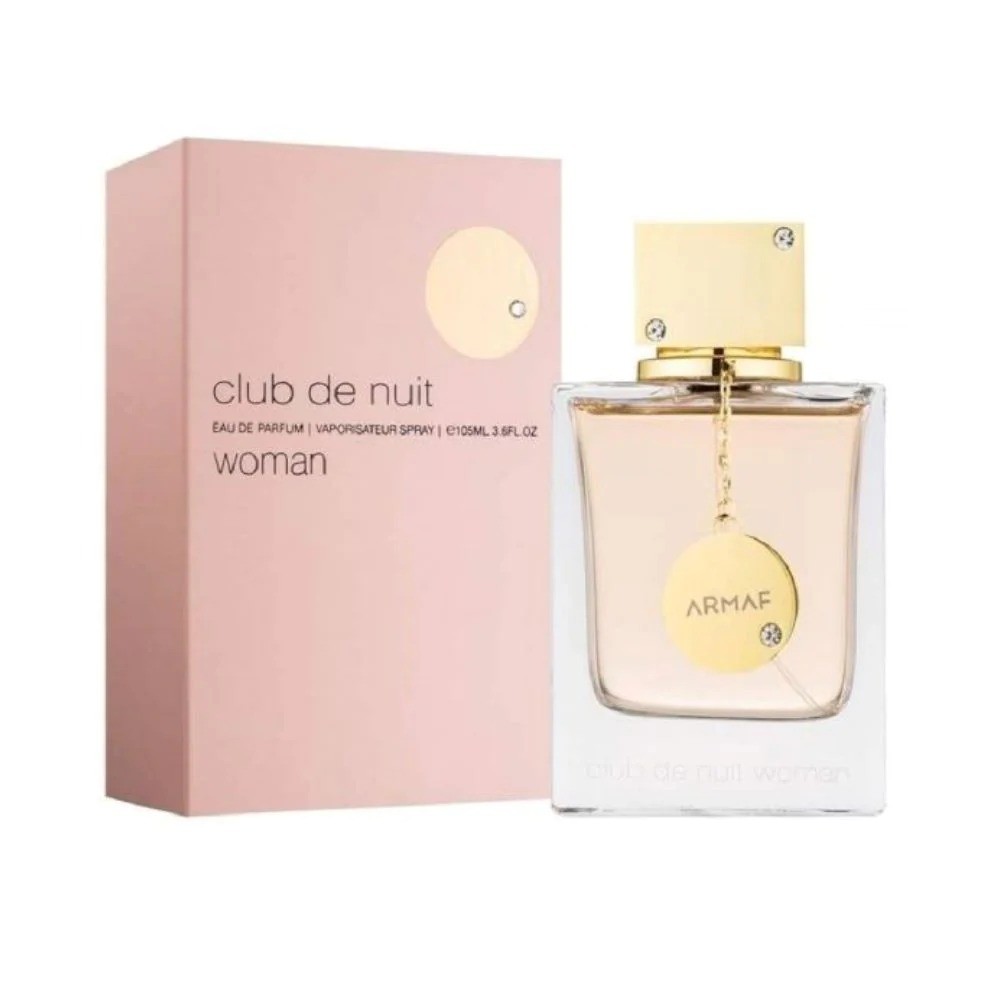 club de nuit
EAU DE PARFUM | VAPORISATEUR SPRAY | ℮105ML 3.6FL.OZ
woman
ARMAF
club de nuit woman